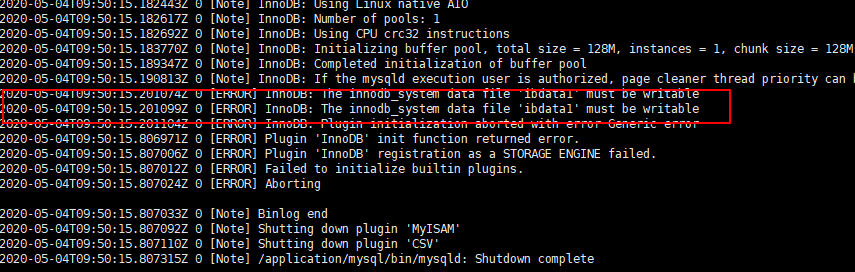 2020-05-04T09:50:15.182443Z 0 [Note] InnoDB: Using Linux native AIO
2020-05-04T09:50:15.182617Z 0 [Note] InnoDB: Number of pools: 1
2020-05-04T09:50:15.182692Z 0 [Note] InnoDB: Using CPU crc32 instructions
2020-05-04T09:50:15.183770Z 0 [Note] InnoDB: Initializing buffer pool, total size = 128M, instances = 1, chunk size = 128M
2020-05-04T09:50:15.189347Z 0 [Note] InnoDB: Completed initialization of buffer pool
2020-05-04T09:50:15.190813Z 0 [Note] InnoDB: If the mysqld execution user is authorized, page cleaner thread priority can b
2020-05-04T09:50:15.201074Z 0 [ERROR] InnoDB: The innodb_system data file 'ibdata1' must be writable
2020-05-04T09:50:15.201099Z 0 [ERROR] InnoDB: The innodb_system data file 'ibdata1' must be writable
2020-05-04T09:50:15.201104Z 0 [ERROR] InnoDB: Plugin initialization aborted with error Generic error
2020-05-04T09:50:15.806971Z 0 [ERROR] Plugin 'InnoDB' init function returned error.
2020-05-04T09:50:15.807006Z 0 [ERROR] Plugin 'InnoDB' registration as a STORAGE ENGINE failed.
2020-05-04T09:50:15.807012Z 0 [ERROR] Failed to initialize builtin plugins.
2020-05-04T09:50:15.807024Z 0 [ERROR] Aborting
2020-05-04T09:50:15.807033Z 0 [Note] Binlog end
2020-05-04T09:50:15.807092Z 0 [Note] Shutting down plugin 'MyISAM'
2020-05-04T09:50:15.807110Z 0 [Note] Shutting down plugin 'CSV'
2020-05-04T09:50:15.807315Z 0 [Note] /application/mysql/bin/mysqld: Shutdown complete